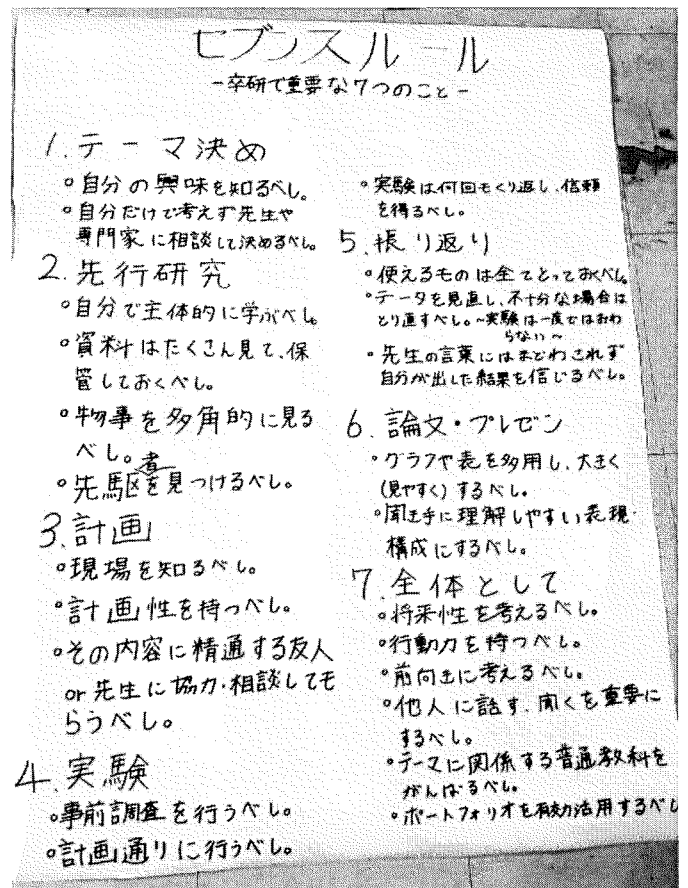 セブンスルール
-卒研で重要な7つのこと-
1.テーマ決め
・自分の興味を知るべし。
・自分だけで考えず先生や
専門家に相談して決めるべし。
2.先行研究
・自分で主体的に学ぶべし
・資料はたくさん見て、保
管しておくべし。
・物事を多角的に見る
べし。
・先駆者を見つけるべし。
3.計画
・現場を知るべし。
・計画性を持つべし。
・その内容に精通する友人
or先生に協力・相談しても
らうべし。
4.実験
・事前調査を行うべし。
・計画通りに行うべし。
・実験は何回もくり返し、信頼
を得るべし。
5.振り返り
・使えるものは全てとっておくべし。
・データを見直し、不十分な場合は
とり直すべし。~実験は一度ではおわ
らない~
・先生の言葉にはまどわされず
自分が出した結果を信じるべし。
6.論文・プレゼン
・グラフや表を多用し、大きく
(見やすく)するべし。
・聞き手に理解しやすい表現・
構成にするべし。
7.全体として
・将来性を考えるべし。
・行動力を持つべし。
・前向きに考えるべし。
・他人に話す、聞くを重要に
するべし。
・テーマに関係する普通教科を
がんばるべし。
・ポートフォリオを有効活用するべし